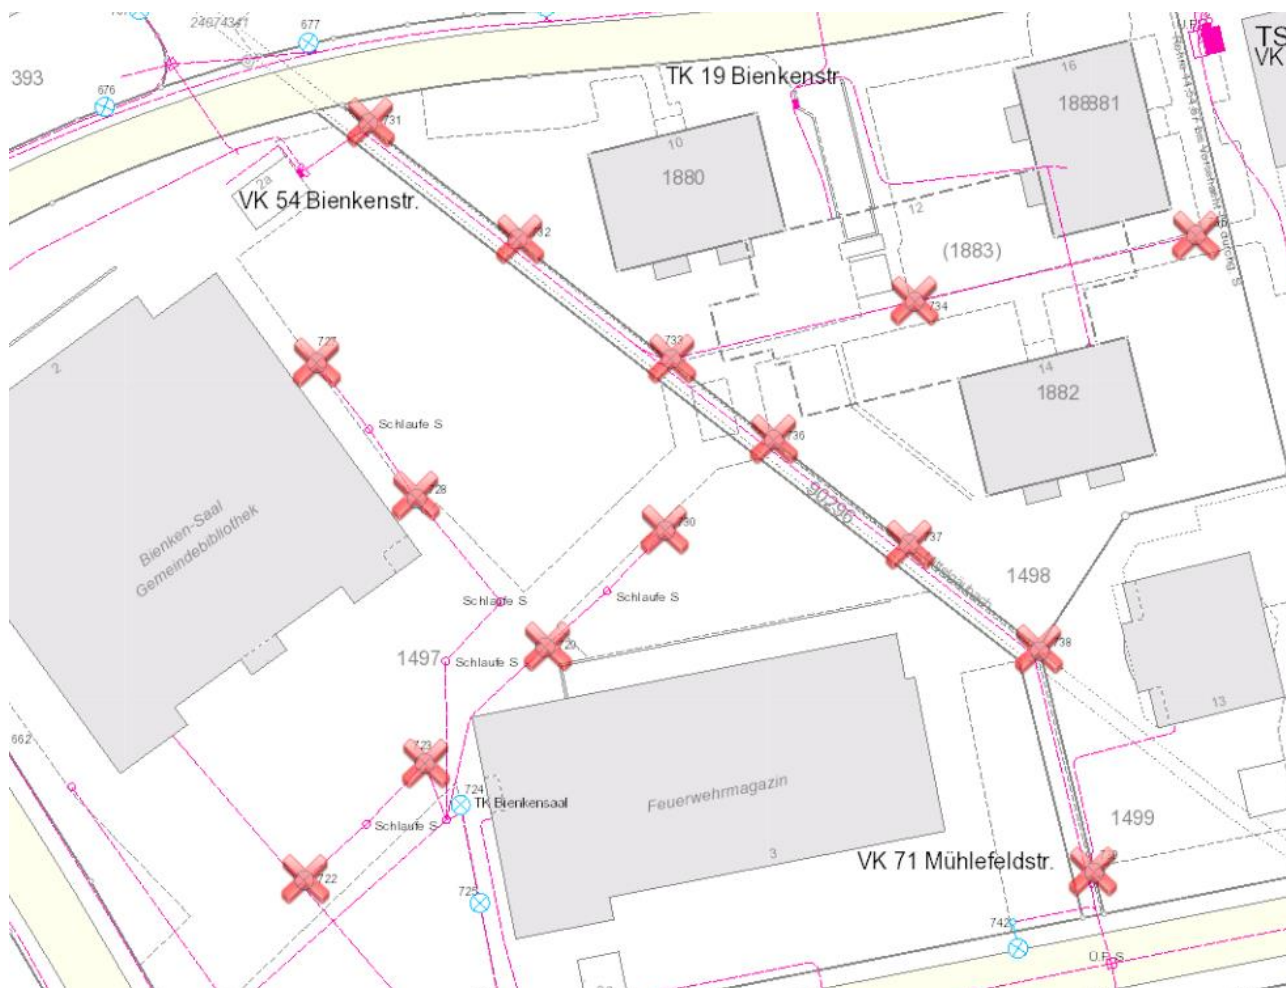 677
24674341
TK 19 Bienkenstr.
TS
VK
393
676
731
16
10
188881
1880
2a
VK 54 Bienkenstr.
12
732
(1883)
734
727
733
2
14
1882
Schlaufe S
736
728
90296
730
737
Bienken-Saal
Gemeindebibliothek
1498
Schlaufe S
Schlaufe S
729
738
1497
Schlaufe S
662
723
13
724
TK Bienkensaal
Feuerwehrmagazin
Schlaufe S
1499
3
VK 71 Mühlefeldstr.
722
725
742
Ü.P. S